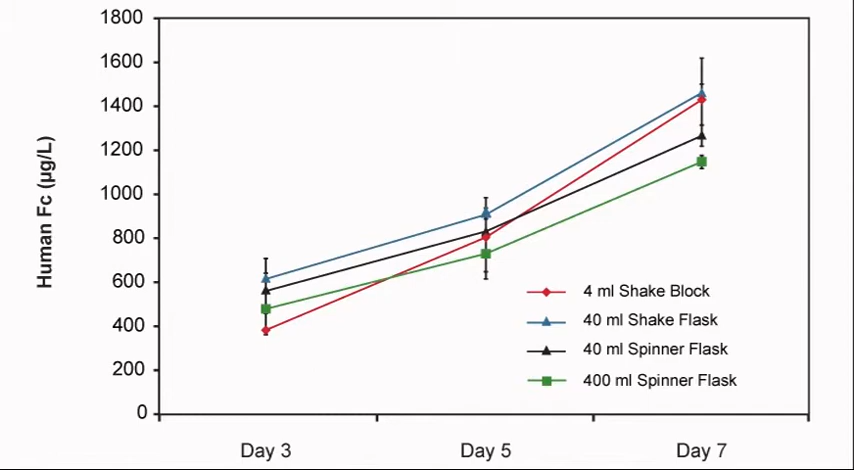 1800
1600
1400
1200
1000
800
600
400
200
0
Human Fc (µg/L)
4 ml Shake Block
40 ml Shake Flask
40 ml Spinner Flask
400 ml Spinner Flask
Day 3 Day 5 Day 7